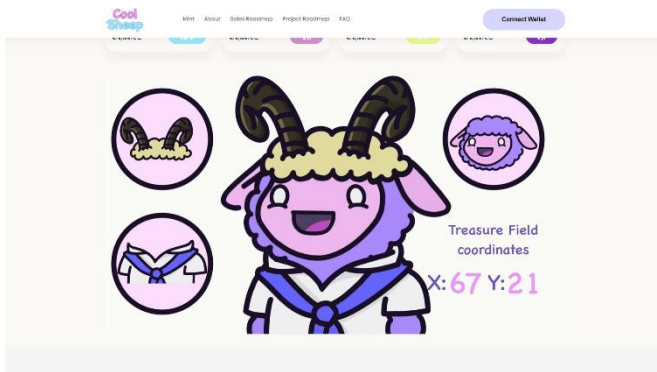 Cool
Sheep
Mint About Sales Roadmap Project Roadmap FAQ
Connect Wallet
Treasure Field
coordinates
X:67 Y:21